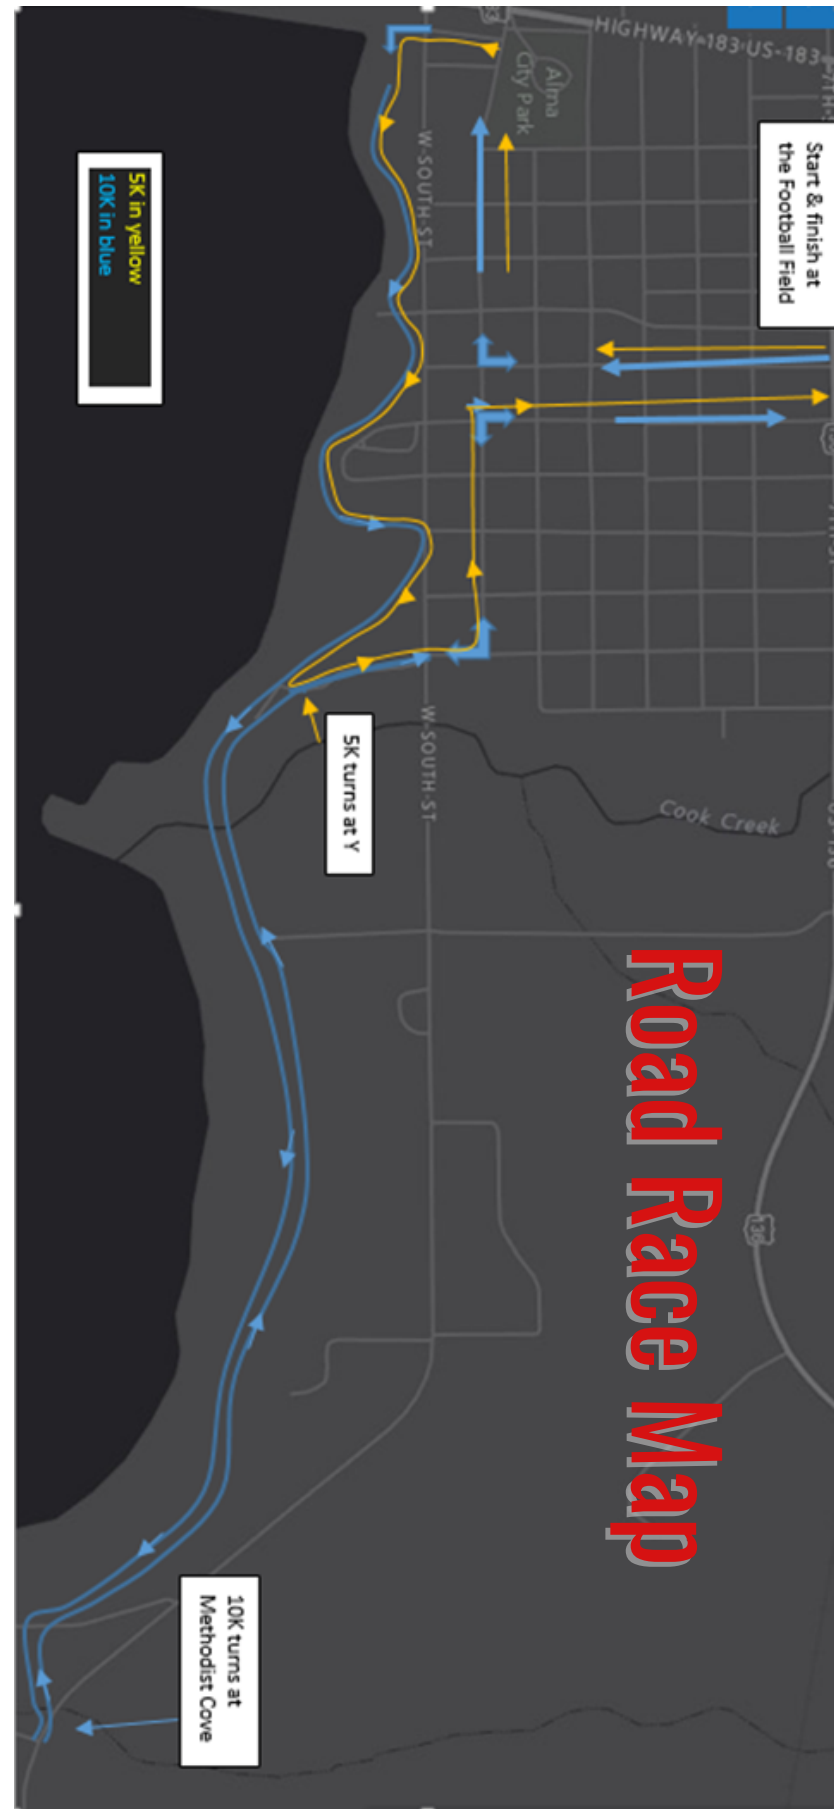 HIGHWAY-183-US-183
Alma
City Park
Start & finish at
the Football Field
W-SOUTH-ST
5K in yellow
10K in blue
5K turns at Y
W-SOUTH-ST
Cook Creek
Road Race Map
136
10K turns at
Methodist Cove